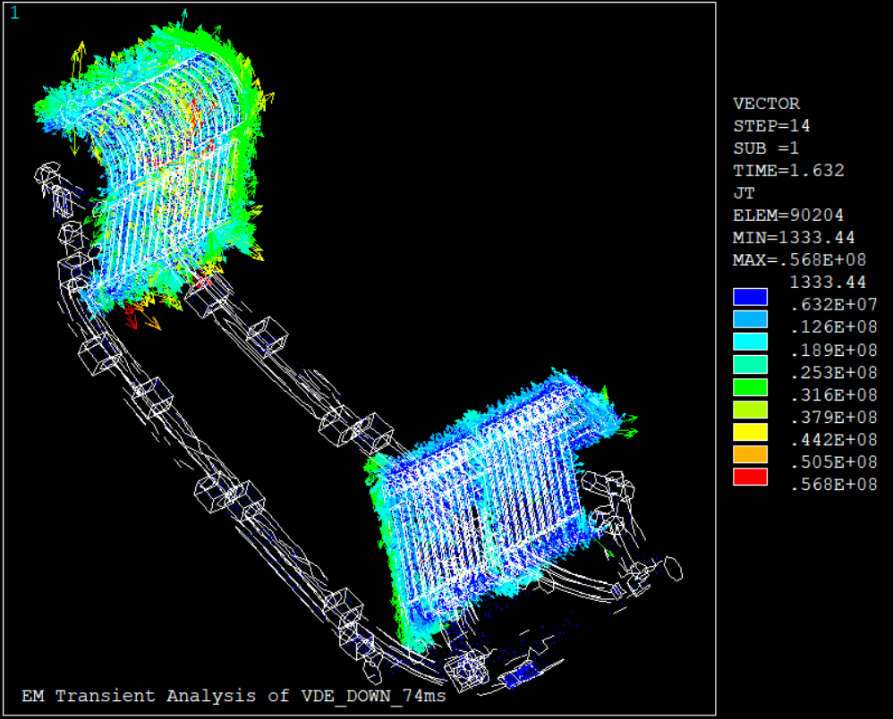 1
VECTOR
STEP=14
SUB =1
TIME=1.632
JT
ELEM=90204
MIN=1333.44
MAX=.568E+08
1333.44
.632E+07
.126E+08
.189E+08
.253E+08
.316E+08
.379E+08
.442E+08
.505E+08
.568E+08
EM Transient Analysis of VDE_DOWN_74ms